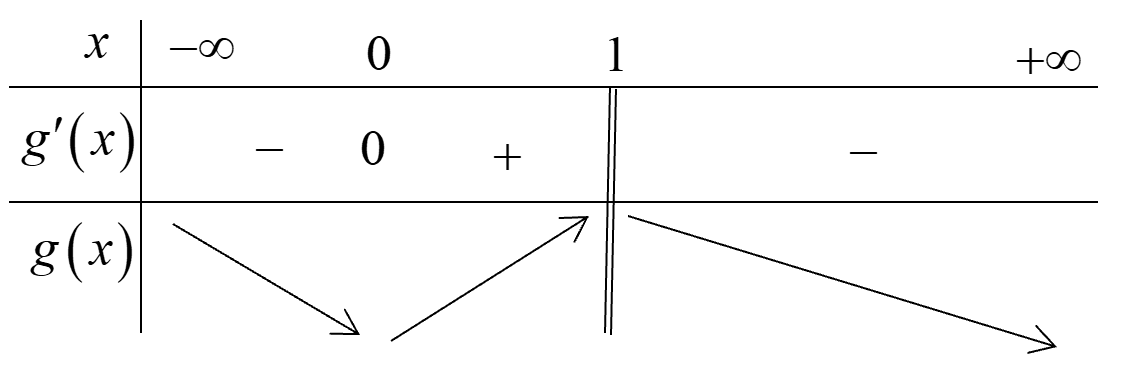 x −∞ 0 1 +∞
g′(x) − 0 + −
g(x)